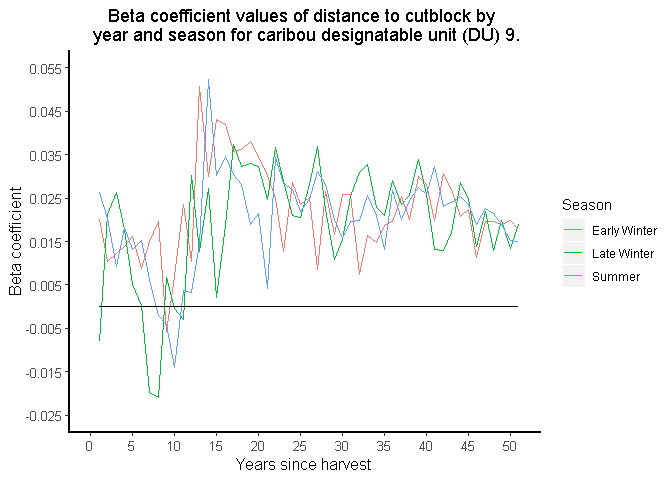 Beta coefficient values of distance to cutblock by
year and season for caribou designatable unit (DU) 9.
Beta coefficient
0.055
0.045
0.035
0.025
0.015
0.005
-0.005
-0.015
-0.025
0 5 10 15 20 25 30 35 40 45 50
Years since harvest
Season
Early Winter
Late Winter
Summer